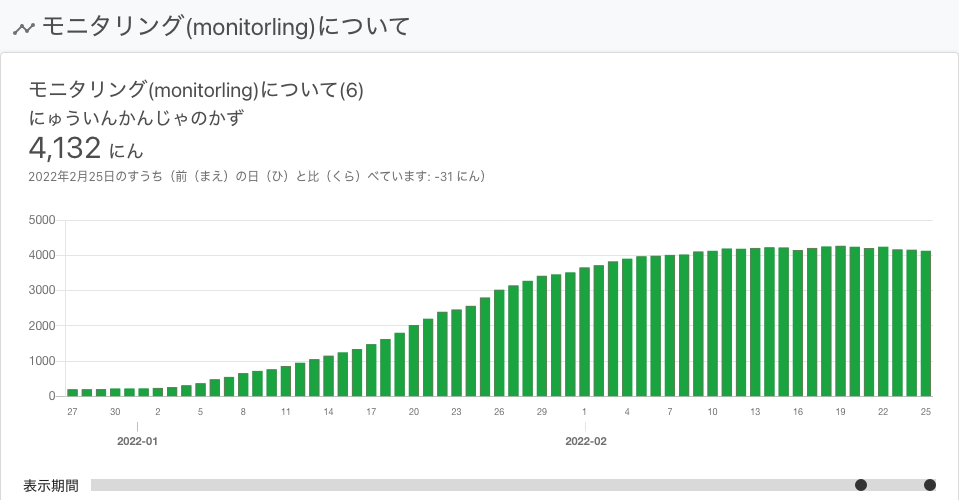 モニタリング(monitorling)について
モニタリング(monitorling)について(6)
にゅういんかんじゃのかず
4,132 にん
2022年2月25日のすうち（前（まえ）の日（ひ）と比（くら）べています: -31 にん）
5000
4000
3000
2000
1000
0
27 30 2 5 8 11 14 17 20 23 26 29 1 4 7 10 13 16 19 22 25
2022-01 2022-02
表示期間